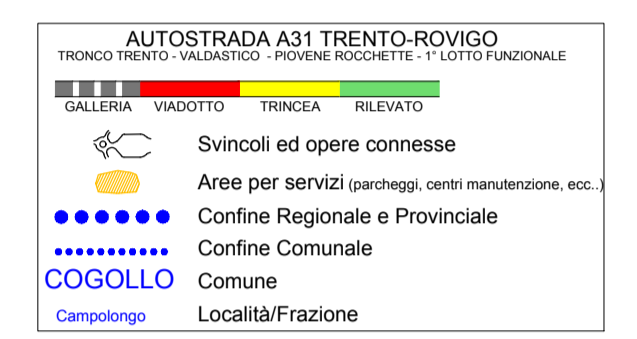 AUTOSTRADA A31 TRENTO-ROVIGO
TRONCO TRENTO - VALDASTICO - PIOVENE ROCCHETTE - 1° LOTTO FUNZIONALE
GALLERIA VIADOTTO TRINCEA RILEVATO
Svincoli ed opere connesse
Aree per servizi (parcheggi, centri manutenzione, ecc..)
Confine Regionale e Provinciale
Confine Comunale
COGOLLO Comune
Campolongo Località/Frazione